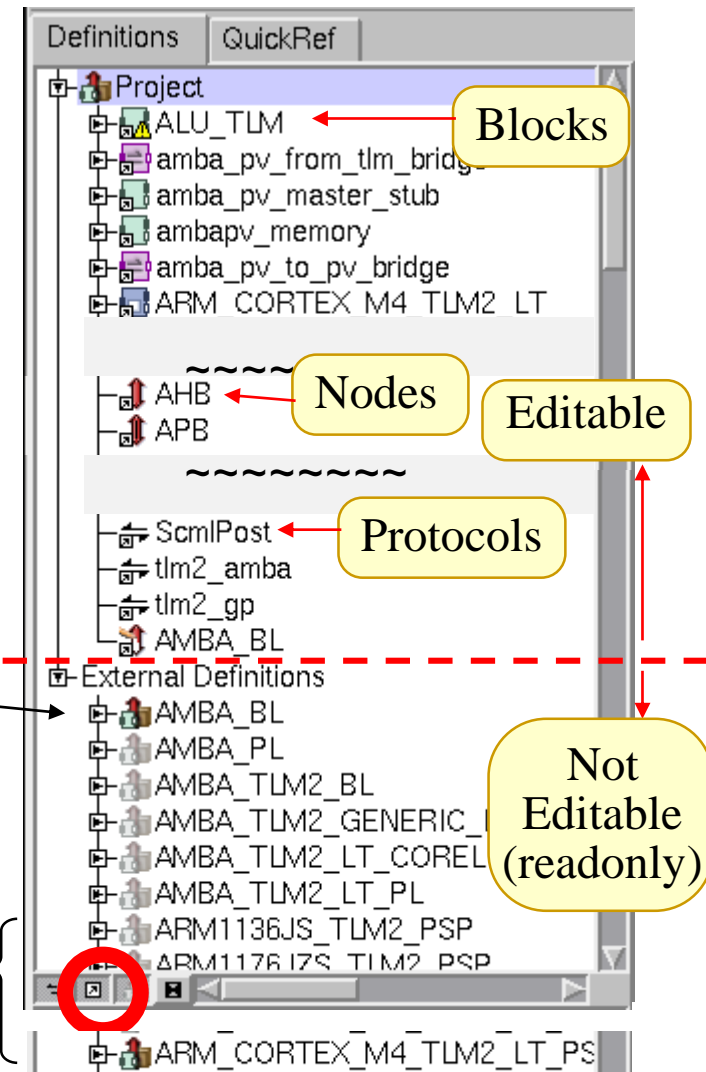 Definitions QuickRef
Project
ALU_TLM
Blocks
amba_pv_from_tlm_bridge
amba_pv_master_stub
ambapv_memory
amba_pv_to_pv_bridge
ARM_CORTEX_M4_TLM2_LT
~~~~
AHB
Nodes
Editable
APB
~~~~~~~~
ScmlPost
Protocols
tlm2_amba
tlm2_gp
AMBA_BL
External Definitions
AMBA_BL
AMBA_PL
Not
Editable
(readonly)
AMBA_TLM2_BL
AMBA_TLM2_GENERIC_
AMBA_TLM2_LT_COREL
AMBA_TLM2_LT_PL
ARM1136JS_TLM2_PSP
ARM1176JZS_TLM2_PSP
ARM_CORTEX_M4_TLM2_LT_PS